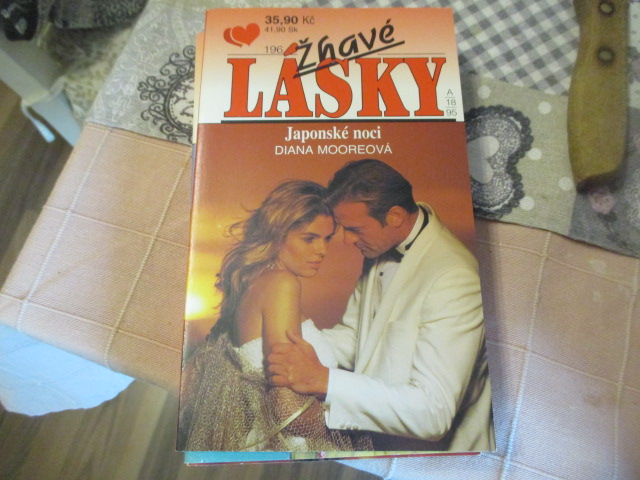 35,90 Kč
41,90 Sk
196
žhavé
LÁSKY
A
18
95
Japonské noci
DIANA MOOREOVÁ